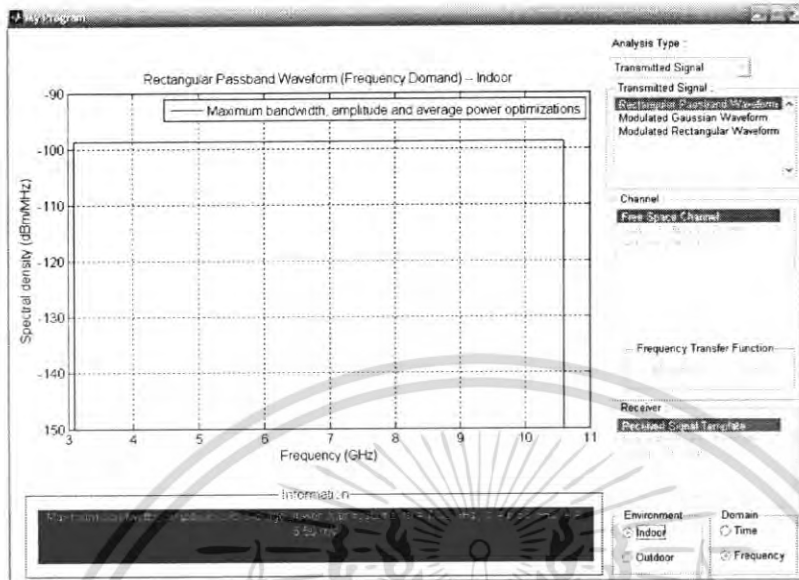 My Program
Analysis Type :
Transmitted Signal
Transmitted Signal :
Rectangular Passband Waveform
Modulated Gaussian Waveform
Modulated Rectangular Waveform
Channel
Free Space Channel
Frequency Transfer Function
Receiver
Received Signal Template
Environment
Indoor
Outdoor
Domain
Time
Frequency
Rectangular Passband Waveform (Frequency Domand) -- Indoor
Maximum bandwidth, amplitude and average power optimizations
Spectral density (dBm/MHz)
-90
-100
-110
-120
-130
-140
150
3 4 5 6 7 8 9 10 11
Frequency (GHz)
Information